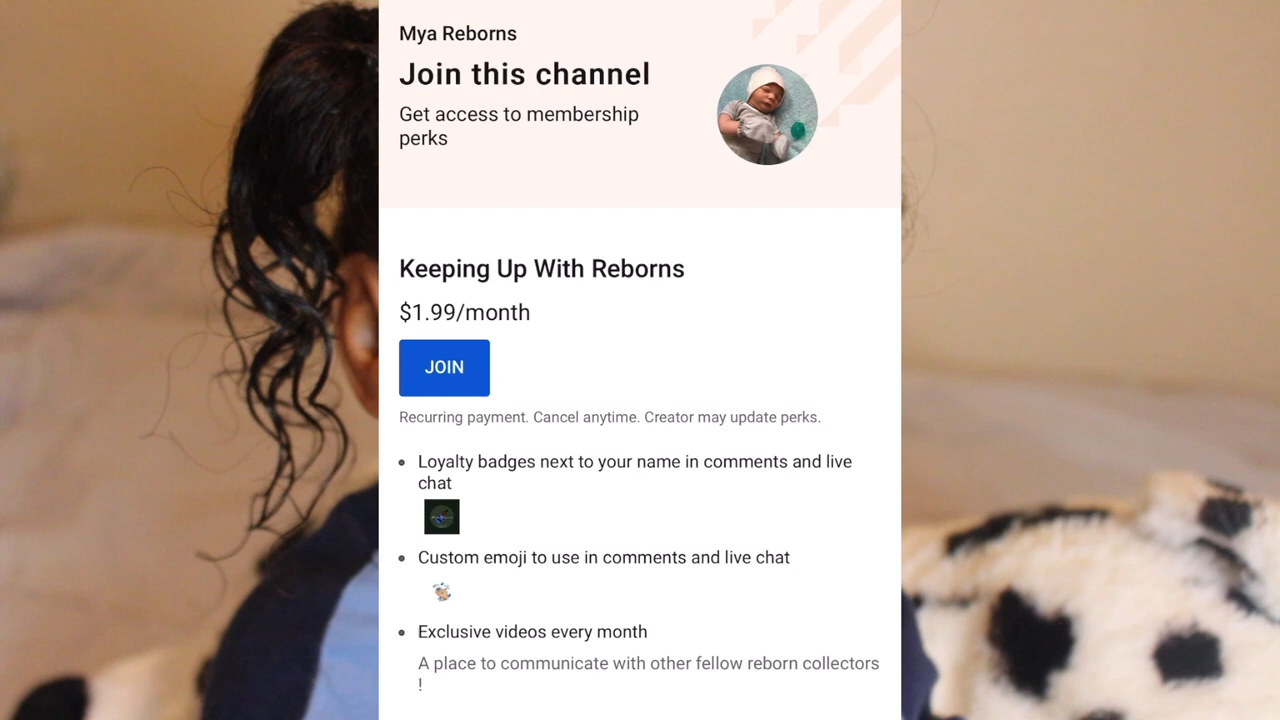 Mya Reborns
Join this channel
Get access to membership
perks
Keeping Up With Reborns
$1.99/month
JOIN
Recurring payment. Cancel anytime. Creator may update perks.
Loyalty badges next to your name in comments and live
chat
Custom emoji to use in comments and live chat
Exclusive videos every month
A place to communicate with other fellow reborn collectors
!